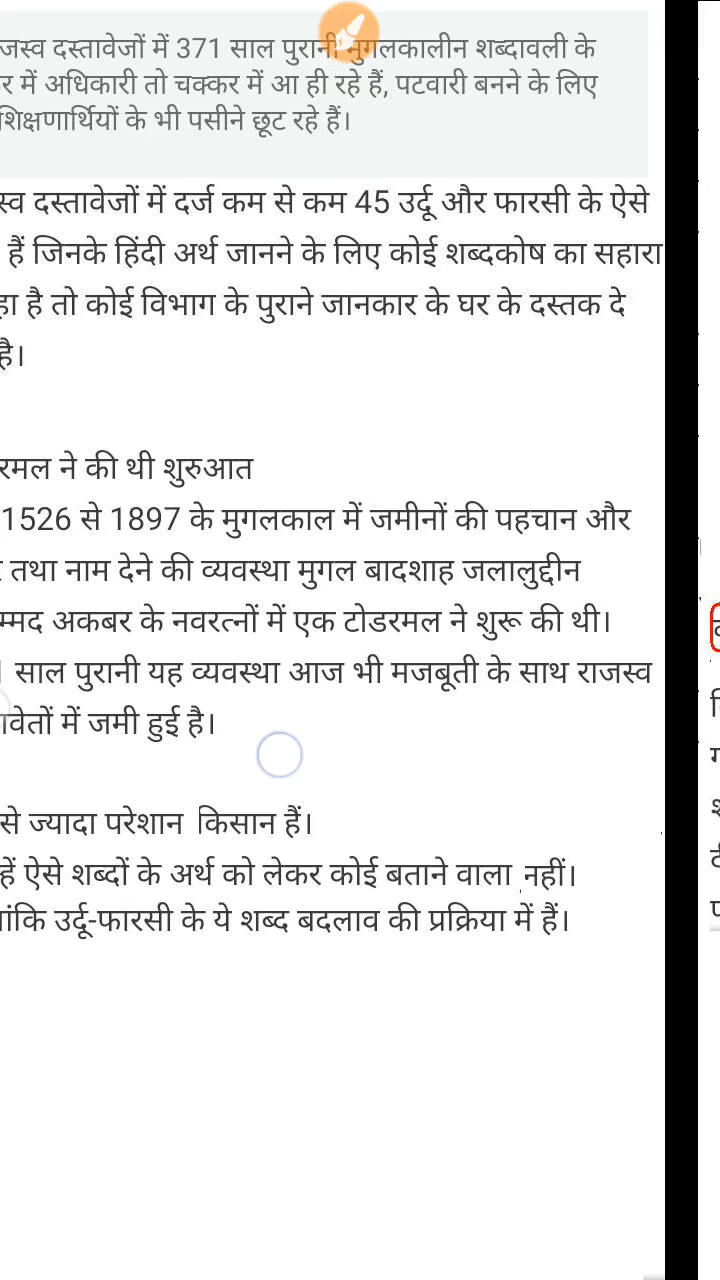 जस्व दस्तावेजों में 371 साल पुरानी मुगलकालीन शब्दावली के
र में अधिकारी तो चक्कर में आ ही रहे हैं, पटवारी बनने के लिए
शिक्षणार्थियों के भी पसीने छूट रहे हैं।
स्व दस्तावेजों में दर्ज कम से कम 45 उर्दू और फारसी के ऐसे
हैं जिनके हिंदी अर्थ जानने के लिए कोई शब्दकोष का सहारा
हा है तो कोई विभाग के पुराने जानकार के घर के दस्तक दे
है।
रमल ने की थी शुरुआत
1526 से 1897 के मुगलकाल में जमीनों की पहचान और
तथा नाम देने की व्यवस्था मुगल बादशाह जलालुद्दीन
म्मद अकबर के नवरत्नों में एक टोडरमल ने शुरू की थी।
साल पुरानी यह व्यवस्था आज भी मजबूती के साथ राजस्व
ावेतों में जमी हुई है।
से ज्यादा परेशान किसान हैं।
हें ऐसे शब्दों के अर्थ को लेकर कोई बताने वाला नहीं।
ांकि उर्दू-फारसी के ये शब्द बदलाव की प्रक्रिया में हैं।